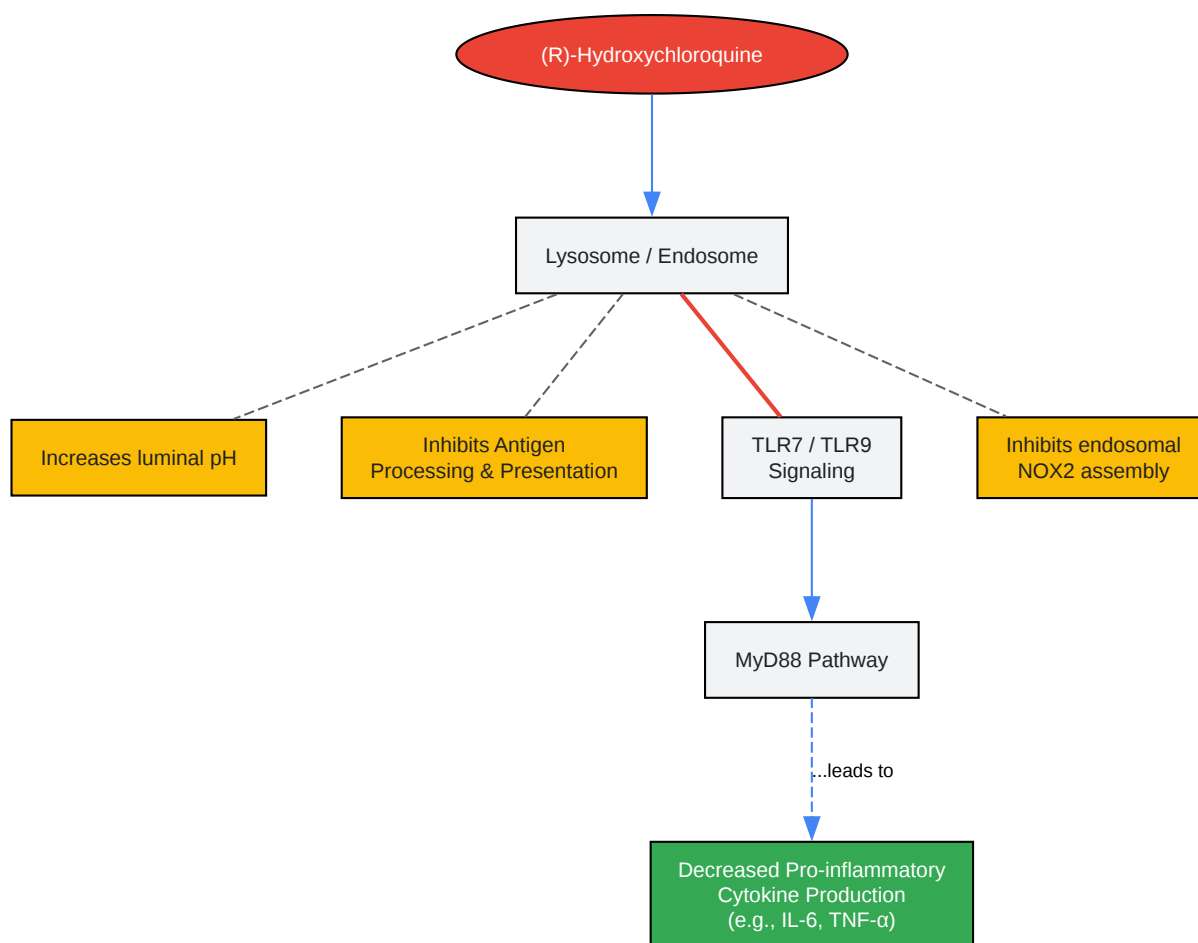 (R)-Hydroxychloroquine
Lysosome / Endosome
Increases luminal pH
Inhibits Antigen
Processing & Presentation
TLR7 / TLR9
Signaling
Inhibits endosomal
NOX2 assembly
MyD88 Pathway
...leads to
Decreased Pro-inflammatory
Cytokine Production
(e.g., IL-6, TNF-α)